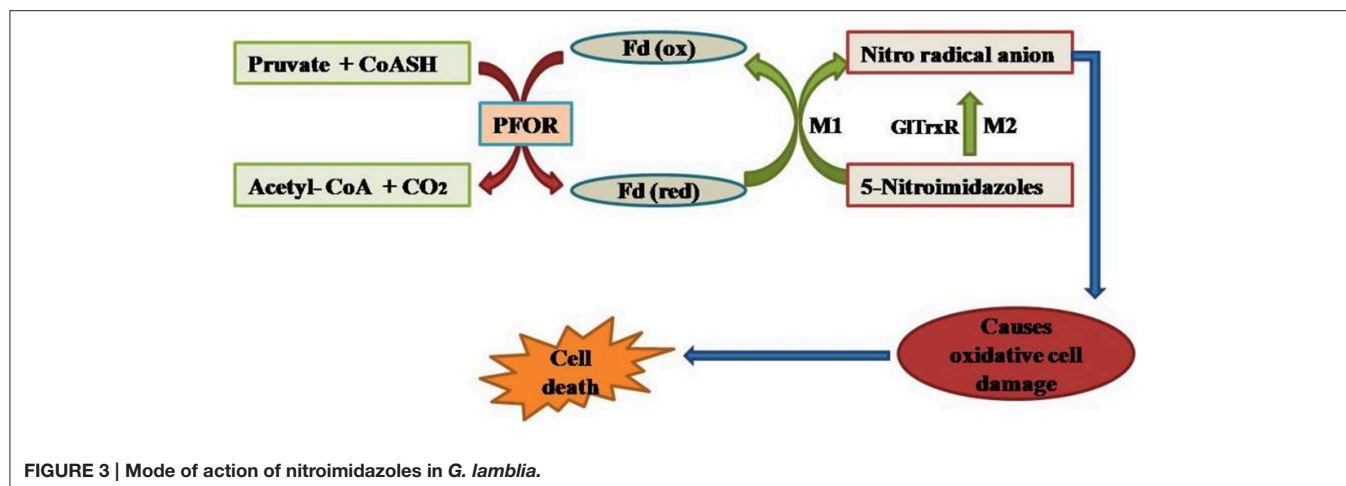 Pruvate + CoASH
Fd (ox)
Nitro radical anion
PFOR
M1
GlTrxR
M2
Acetyl-CoA + CO2
Fd (red)
5-Nitroimidazoles
Causes
oxidative cell
damage
Cell
death
FIGURE 3 | Mode of action of nitroimidazoles in G. lamblia.